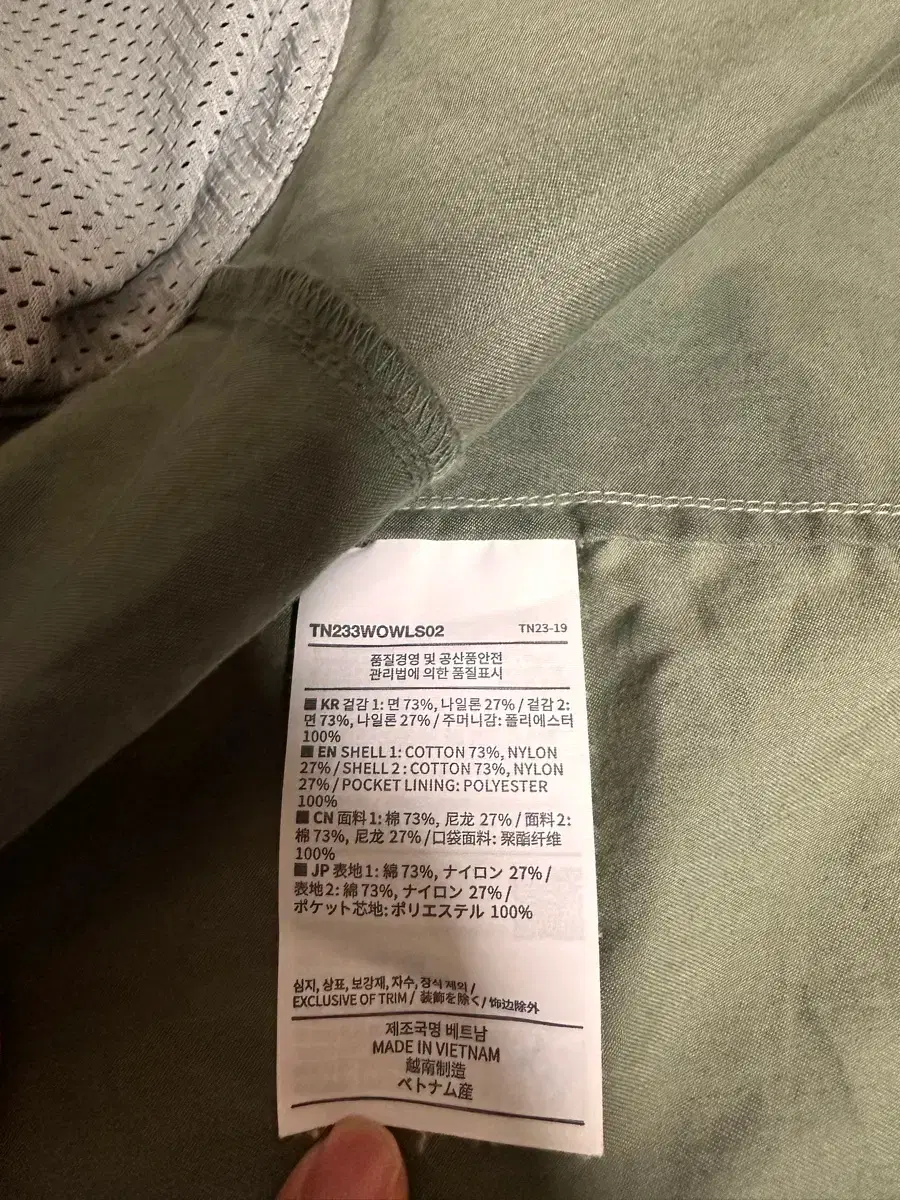 TN233WOWLS02 TN23-19
품질경영 및 공산품안전
관리법에 의한 품질표시
■ KR 겉감 1: 면 73%, 나일론 27% / 겉감 2:
면 73%, 나일론 27% / 주머니감: 폴리에스터
100%
■ EN SHELL 1: COTTON 73%, NYLON
27% / SHELL 2 : COTTON 73%, NYLON
27% / POCKET LINING: POLYESTER
100%
■ CN 面料1: 棉 73%, 尼龙 27% / 面料2:
棉 73%, 尼龙 27% /口袋面料: 聚酯纤维
100%
■ JP 表地1: 綿 73%, ナイロン 27% /
表地2: 綿 73%, ナイロン 27% /
ポケット芯地: ポリエステル 100%
심지, 상표, 보강재, 자수, 장식 제외 /
EXCLUSIVE OF TRIM / 装飾を除く/ 饰边除外
제조국명 베트남
MADE IN VIETNAM
越南制造
ベトナム産